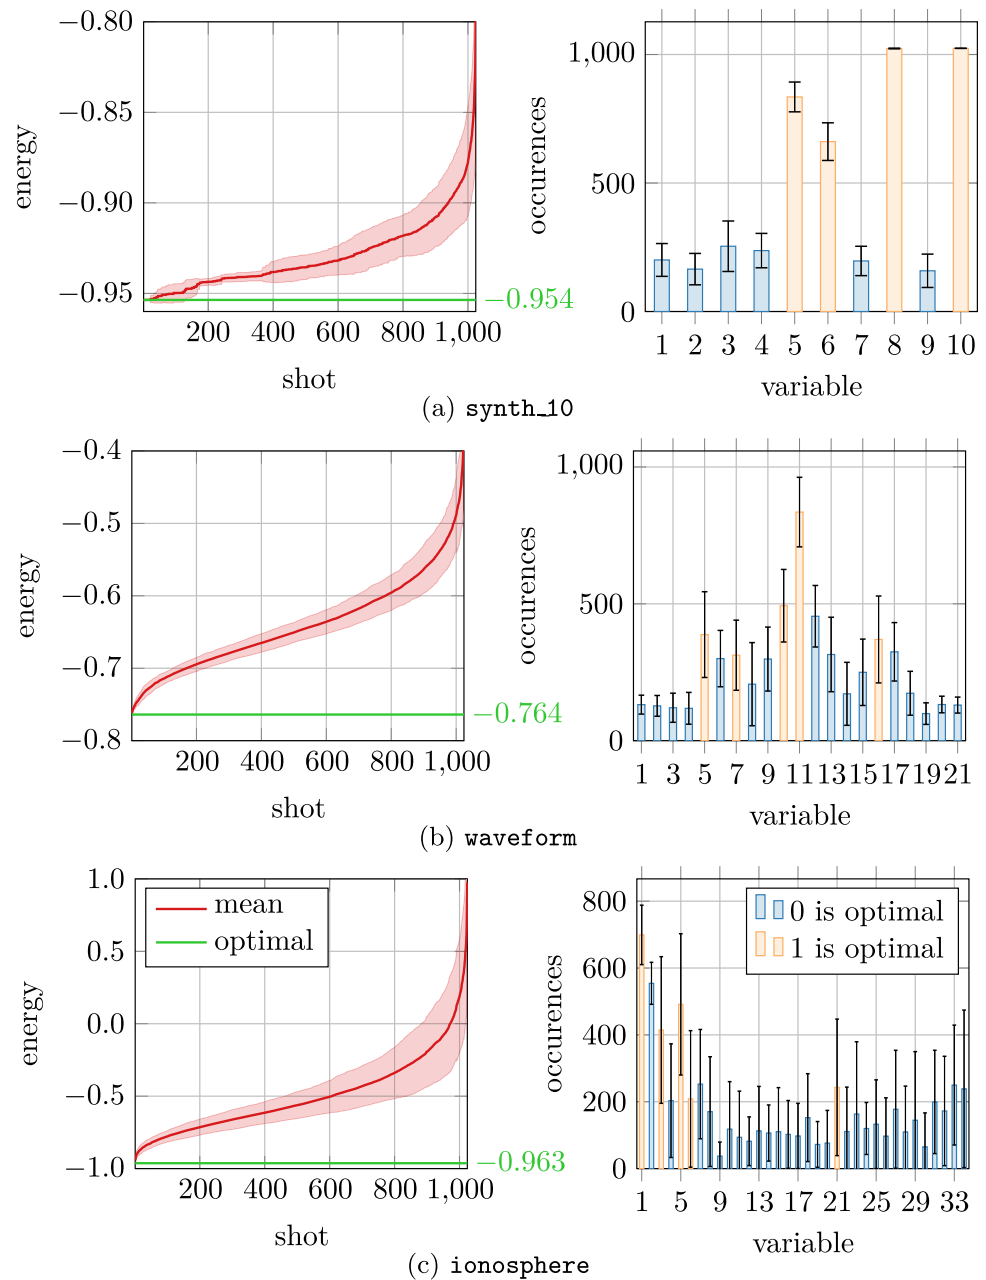 −0.80
−0.85
−0.90
−0.95
energy
200 400 600 800 1,000
shot
−0.954
1,000
500
0
occurences
1 2 3 4 5 6 7 8 9 10
variable
(a) synth_10
−0.4
−0.5
−0.6
−0.7
−0.8
energy
200 400 600 800 1,000
shot
−0.764
1,000
500
0
occurences
1 3 5 7 9 11 13 15 17 19 21
variable
(b) waveform
1.0
0.5
0.0
−0.5
−1.0
energy
mean
optimal
200 400 600 800 1,000
shot
−0.963
800
600
400
200
0
occurences
0 is optimal
1 is optimal
1 5 9 13 17 21 25 29 33
variable
(c) ionosphere